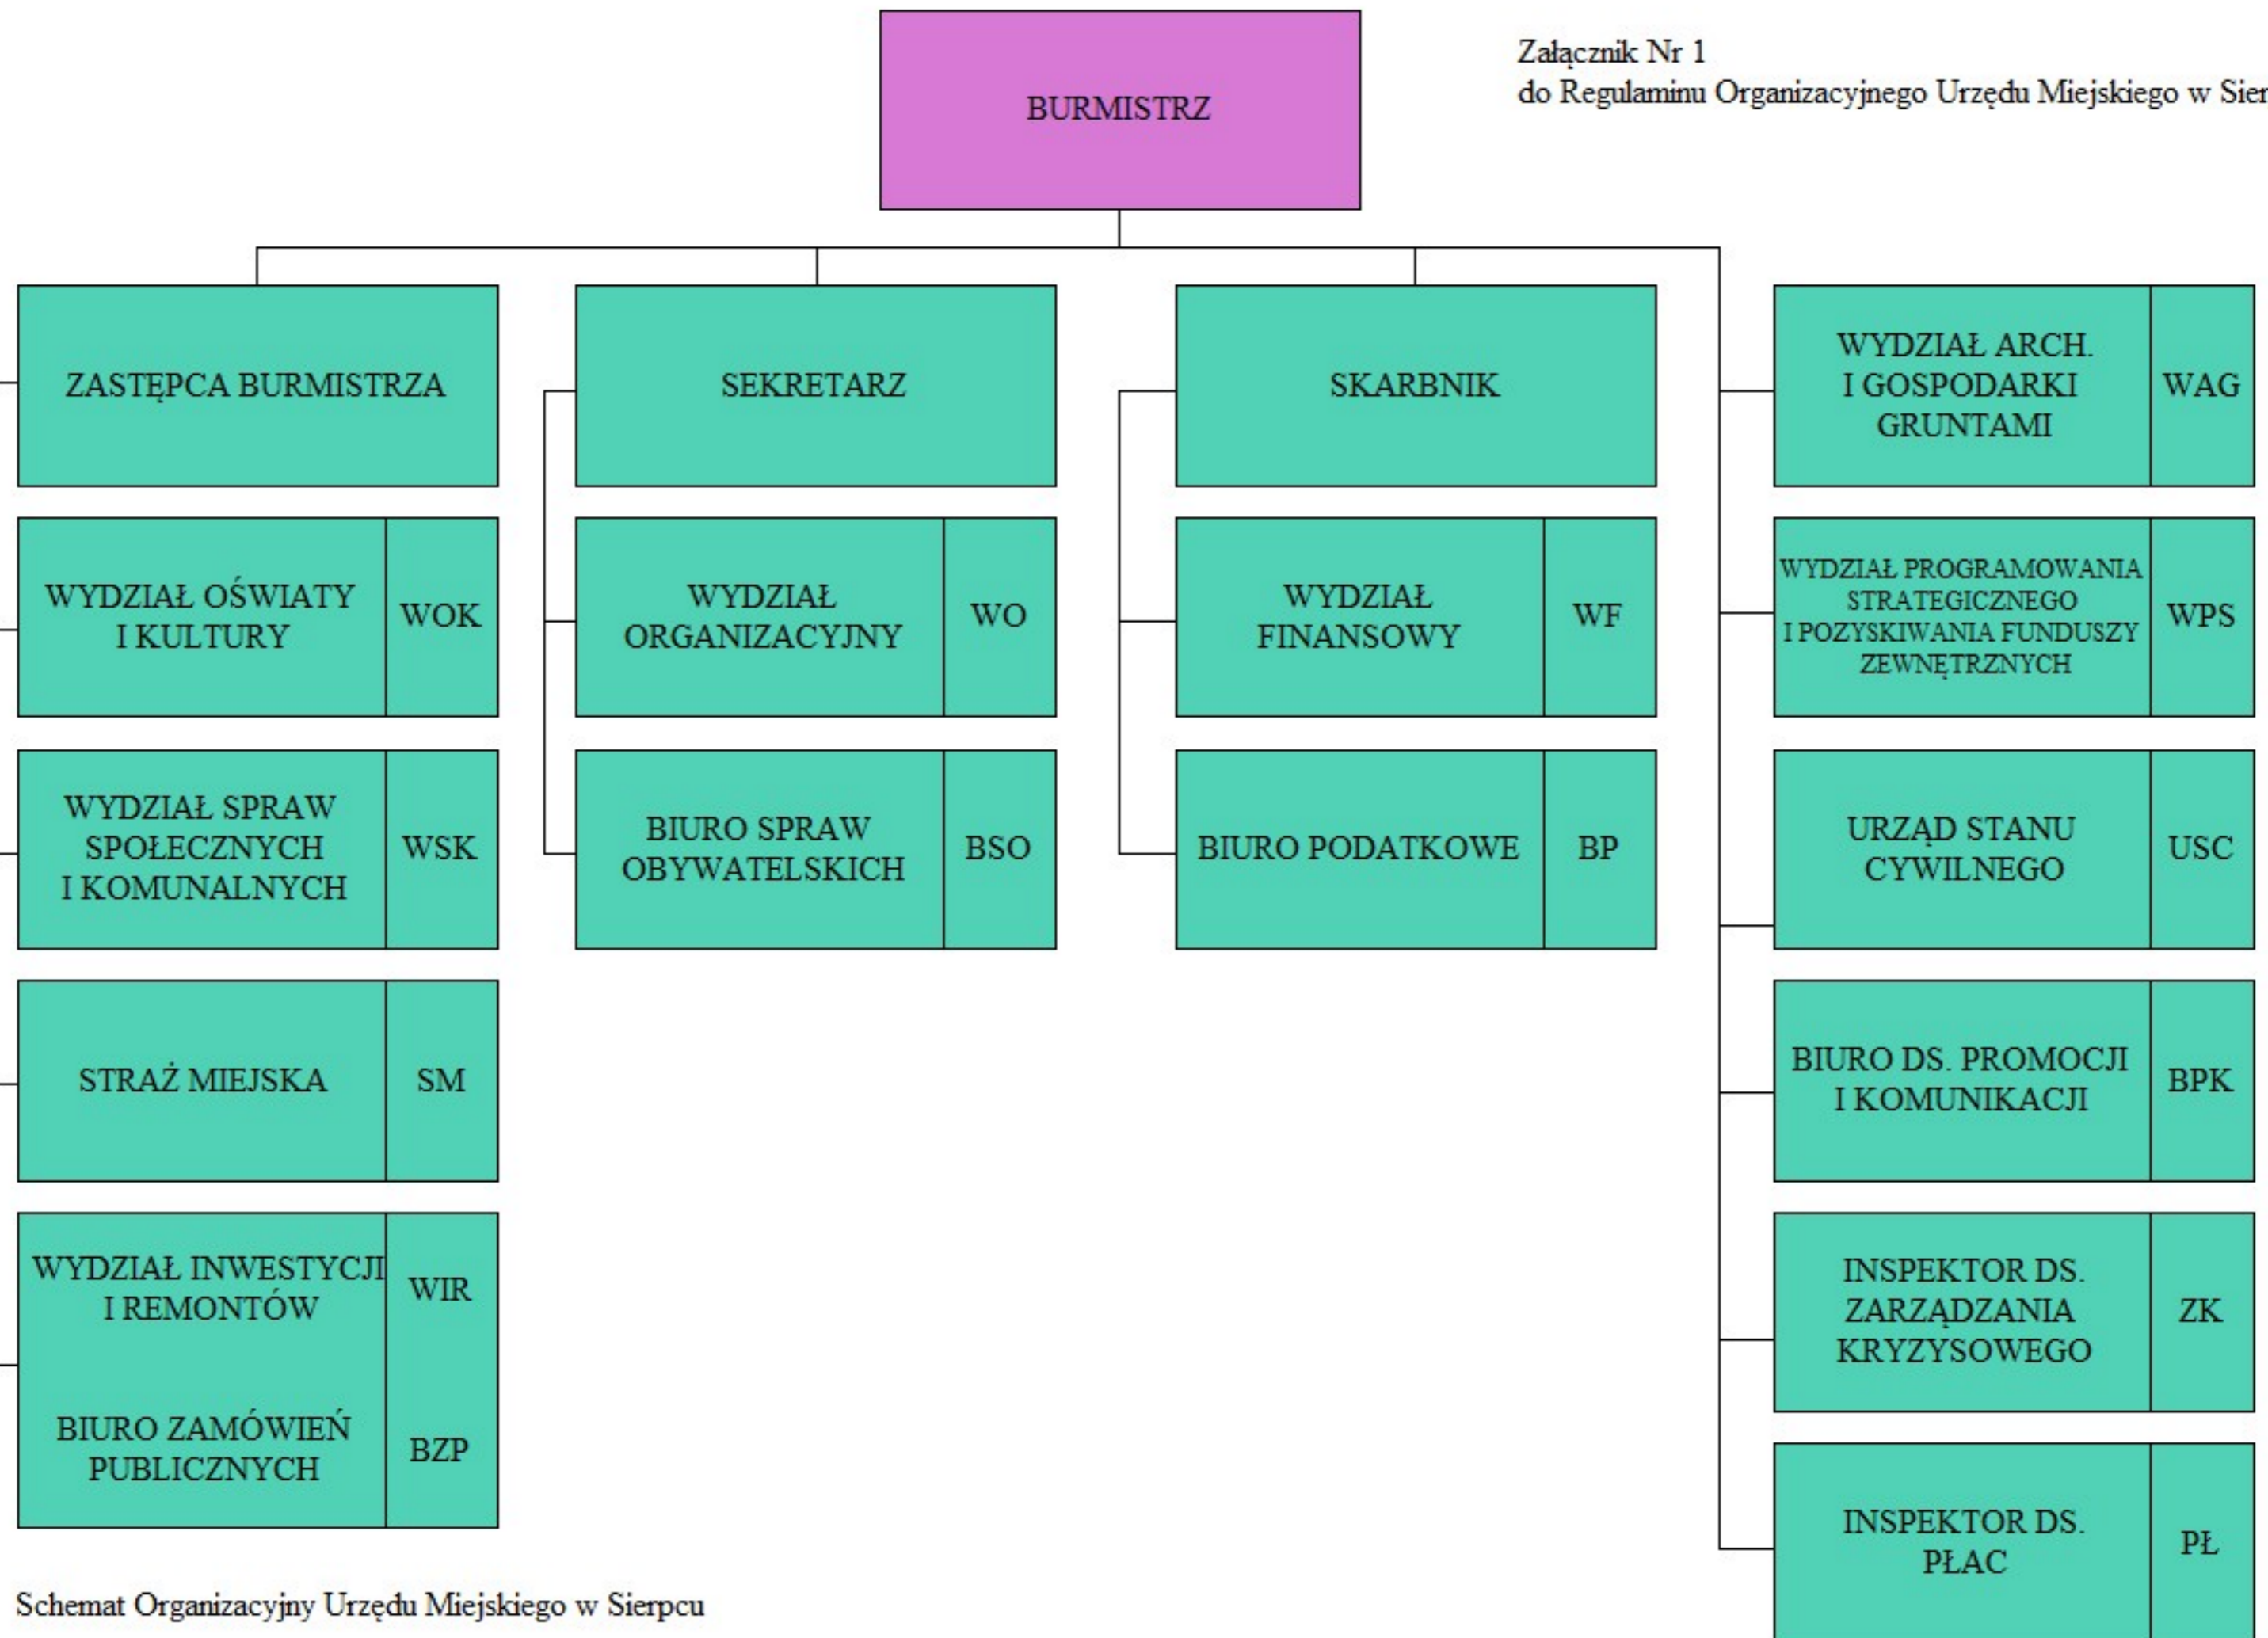 BURMISTRZ
Załącznik Nr 1
do Regulaminu Organizacyjnego Urzędu Miejskiego w
ZASTĘPCA BURMISTRZA
SEKRETARZ
SKARBNIK
WYDZIAŁ ARCH.
I GOSPODARKI
GRUNTAMI
WAG
WYDZIAŁ OŚWIATY
I KULTURY
WOK
WYDZIAŁ
ORGANIZACYJNY
WO
WYDZIAŁ
FINANSOWY
WF
WYDZIAŁ PROGRAMOWANIA
STRATEGICZNEGO
I POZYSKIWANIA FUNDUSZY
ZEWNĘTRZNYCH
WPS
WYDZIAŁ SPRAW
SPOŁECZNYCH
I KOMUNALNYCH
WSK
BIURO SPRAW
OBYWATELSKICH
BSO
BIURO PODATKOWE
BP
URZĄD STANU
CYWILNEGO
USC
STRAŻ MIEJSKA
SM
BIURO DS. PROMOCJI
I KOMUNIKACJI
BPK
WYDZIAŁ INWESTYCJI
I REMONTÓW
WIR
BIURO ZAMÓWIEŃ
PUBLICZNYCH
BZP
INSPEKTOR DS.
ZARZĄDZANIA
KRYZYSOWEGO
ZK
INSPEKTOR DS.
PŁAC
PŁ
Schemat Organizacyjny Urzędu Miejskiego w Sierpcu